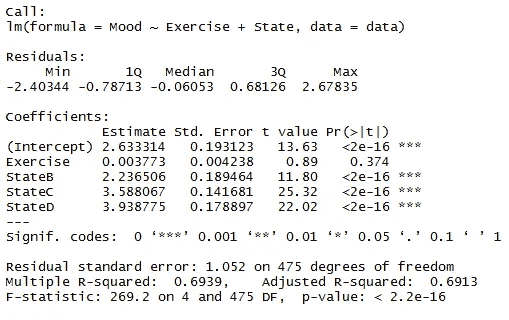 Call:
lm(formula = Mood ~ Exercise + State, data = data)
Residuals:
Min 1Q Median 3Q Max
-2.40344 -0.78713 -0.06053 0.68126 2.67835
Coefficients:
Estimate Std. Error t value Pr(>|t|)
(Intercept) 2.633314 0.193123 13.63 <2e-16 ***
Exercise 0.003773 0.004238 0.89 0.374
StateB 2.236506 0.189464 11.80 <2e-16 ***
StateC 3.588067 0.141681 25.32 <2e-16 ***
StateD 3.938775 0.178897 22.02 <2e-16 ***
---
Signif. codes: 0 ‘***’ 0.001 ‘**’ 0.01 ‘*’ 0.05 ‘.’ 0.1 ‘ ’ 1
Residual standard error: 1.052 on 475 degrees of freedom
Multiple R-squared: 0.6939, Adjusted R-squared: 0.6913
F-statistic: 269.2 on 4 and 475 DF, p-value: < 2.2e-16